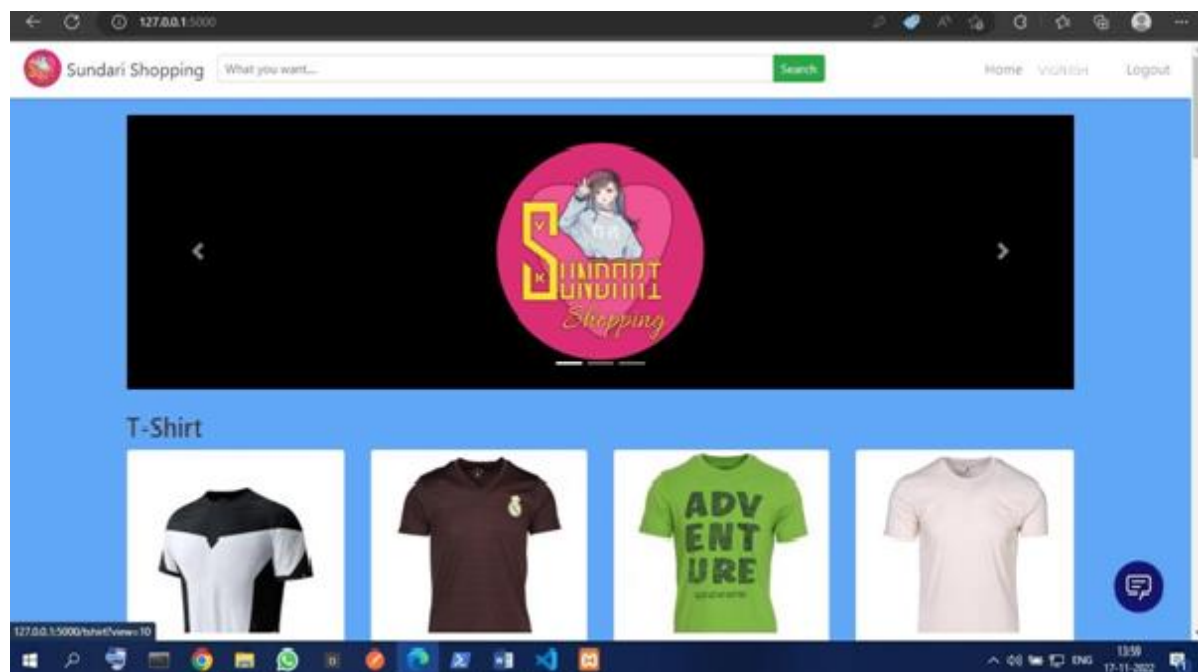 127.0.0.1:5000
Sundari Shopping
What you want...
Search
Home
Logout
V
K
SUNDARI
Shopping
T-Shirt
ADV
ENT
URE
127.0.0.1:5000/tshirt?view=10
ENG
13:59
17-11-2022